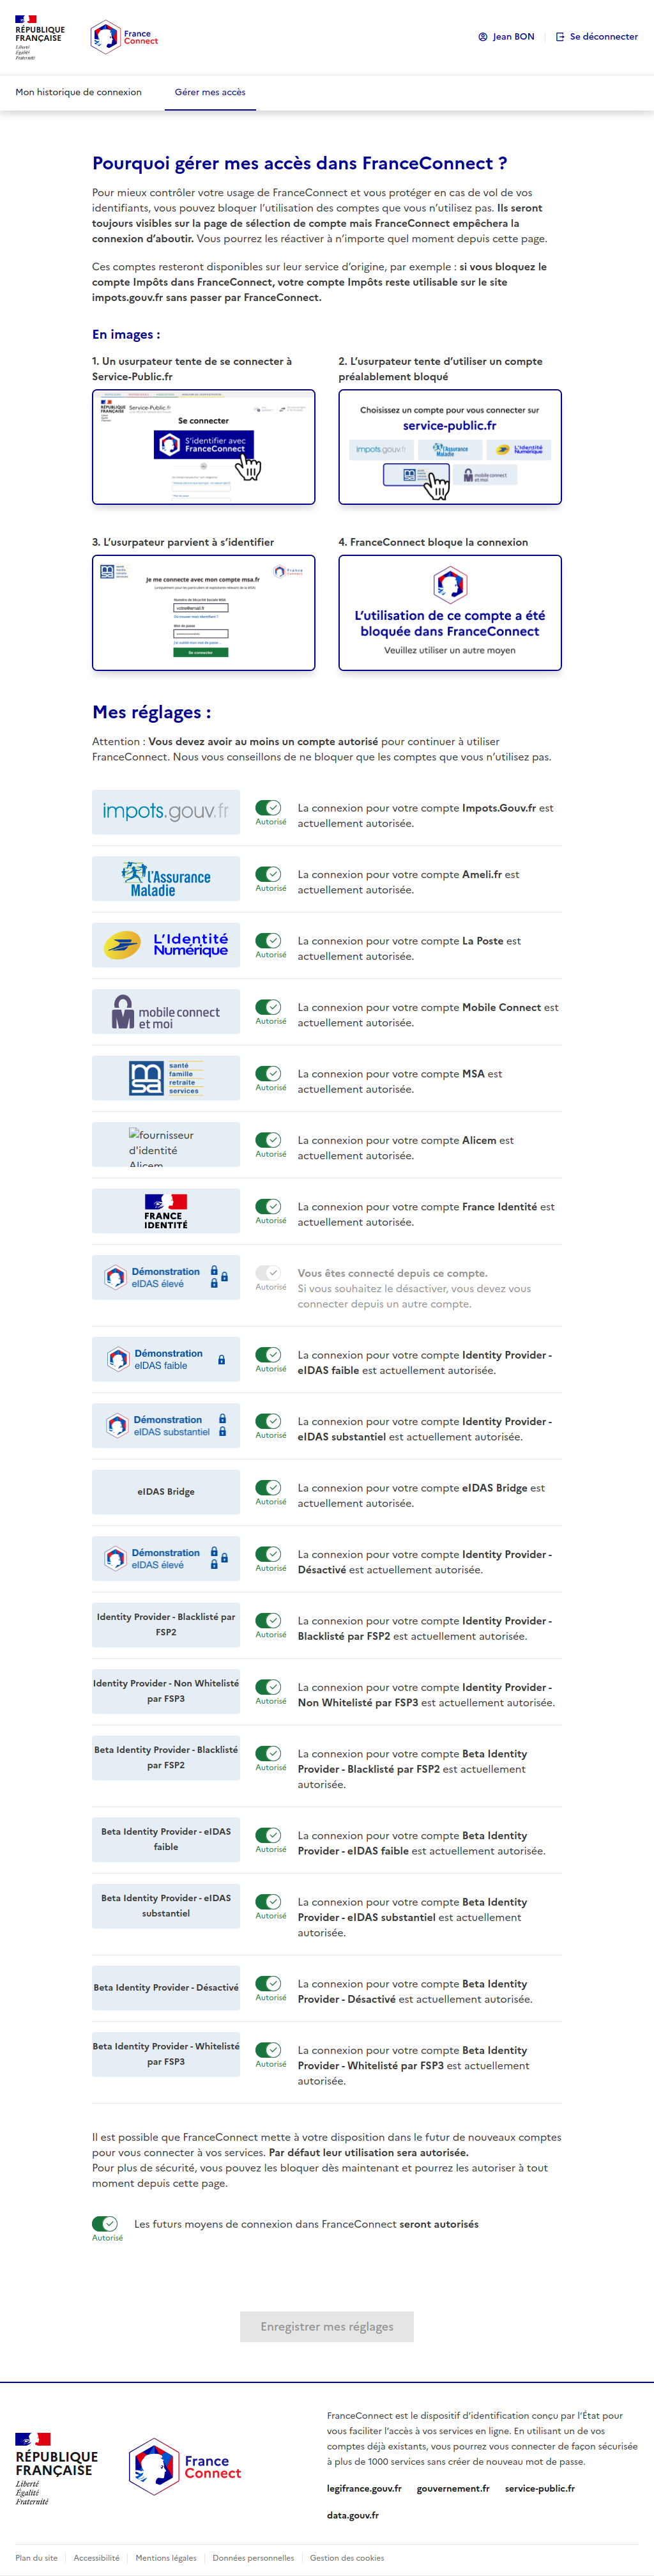 RÉPUBLIQUE
FRANÇAISE
Liberté
Égalité
Fraternité
France
Connect
Jean BON
Se déconnecter
Mon historique de connexion
Gérer mes accès
Pourquoi gérer mes accès dans FranceConnect ?
Pour mieux contrôler votre usage de FranceConnect et vous protéger en cas de vol de vos
identifiants, vous pouvez bloquer l’utilisation des comptes que vous n’utilisez pas. Ils seront
toujours visibles sur la page de sélection de compte mais FranceConnect empêchera la
connexion d’aboutir. Vous pourrez les réactiver à n’importe quel moment depuis cette page.
Ces comptes resteront disponibles sur leur service d’origine, par exemple : si vous bloquez le
compte Impôts dans FranceConnect, votre compte Impôts reste utilisable sur le site
impots.gouv.fr sans passer par FranceConnect.
En images :
1. Un usurpateur tente de se connecter à
Service-Public.fr
2. L’usurpateur tente d’utiliser un compte
préalablement bloqué
RÉPUBLIQUE
FRANÇAISE
Service-Public.fr
Se connecter
S’identifier avec
FranceConnect
Choisissez un compte pour vous connecter sur
service-public.fr
impots.gouv.fr
l'Assurance
Maladie
L'Identité
Numérique
mobile connect
et moi
3. L’usurpateur parvient à s’identifier
4. FranceConnect bloque la connexion
Je me connecte avec mon compte msa.fr
Numéro de Sécurité Sociale MSA
Mot de passe
Se connecter
L’utilisation de ce compte a été
bloquée dans FranceConnect
Veuillez utiliser un autre moyen
Mes réglages :
Attention : Vous devez avoir au moins un compte autorisé pour continuer à utiliser
FranceConnect. Nous vous conseillons de ne bloquer que les comptes que vous n’utilisez pas.
impots.gouv.fr
Autorisé
La connexion pour votre compte Impots.Gouv.fr est
actuellement autorisée.
l'Assurance
Maladie
Autorisé
La connexion pour votre compte Ameli.fr est
actuellement autorisée.
L'Identité
Numérique
Autorisé
La connexion pour votre compte La Poste est
actuellement autorisée.
mobile connect
et moi
Autorisé
La connexion pour votre compte Mobile Connect est
actuellement autorisée.
msa
santé
famille
retraite
services
Autorisé
La connexion pour votre compte MSA est
actuellement autorisée.
fournisseur
d'identité
Alicem
Autorisé
La connexion pour votre compte Alicem est
actuellement autorisée.
FRANCE
IDENTITÉ
Autorisé
La connexion pour votre compte France Identité est
actuellement autorisée.
Démonstration
eIDAS élevé
Autorisé
Vous êtes connecté depuis ce compte.
Si vous souhaitez le désactiver, vous devez vous
connecter depuis un autre compte.
Démonstration
eIDAS faible
Autorisé
La connexion pour votre compte Identity Provider -
eIDAS faible est actuellement autorisée.
Démonstration
eIDAS substantiel
Autorisé
La connexion pour votre compte Identity Provider -
eIDAS substantiel est actuellement autorisée.
eIDAS Bridge
Autorisé
La connexion pour votre compte eIDAS Bridge est
actuellement autorisée.
Démonstration
eIDAS élevé
Autorisé
La connexion pour votre compte Identity Provider -
Désactivé est actuellement autorisée.
Identity Provider - Blacklisté par
FSP2
Autorisé
La connexion pour votre compte Identity Provider -
Blacklisté par FSP2 est actuellement autorisée.
Identity Provider - Non Whitelisté
par FSP3
Autorisé
La connexion pour votre compte Identity Provider -
Non Whitelisté par FSP3 est actuellement autorisée.
Beta Identity Provider - Blacklisté
par FSP2
Autorisé
La connexion pour votre compte Beta Identity
Provider - Blacklisté par FSP2 est actuellement
autorisée.
Beta Identity Provider - eIDAS
faible
Autorisé
La connexion pour votre compte Beta Identity
Provider - eIDAS faible est actuellement autorisée.
Beta Identity Provider - eIDAS
substantiel
Autorisé
La connexion pour votre compte Beta Identity
Provider - eIDAS substantiel est actuellement
autorisée.
Beta Identity Provider - Désactivé
Autorisé
La connexion pour votre compte Beta Identity
Provider - Désactivé est actuellement autorisée.
Beta Identity Provider - Whitelisté
par FSP3
Autorisé
La connexion pour votre compte Beta Identity
Provider - Whitelisté par FSP3 est actuellement
autorisée.
Il est possible que FranceConnect mette à votre disposition dans le futur de nouveaux comptes
pour vous connecter à vos services. Par défaut leur utilisation sera autorisée.
Pour plus de sécurité, vous pouvez les bloquer dès maintenant et pourrez les autoriser à tout
moment depuis cette page.
Autorisé
Les futurs moyens de connexion dans FranceConnect seront autorisés
Enregistrer mes réglages
RÉPUBLIQUE
FRANÇAISE
Liberté
Égalité
Fraternité
France
Connect
FranceConnect est le dispositif d’identification conçu par l’État pour
vous faciliter l’accès à vos services en ligne. En utilisant un de vos
comptes déjà existants, vous pourrez vous connecter de façon sécurisée
à plus de 1000 services sans créer de nouveau mot de passe.
legifrance.gouv.fr
gouvernement.fr
service-public.fr
data.gouv.fr
Plan du site
Accessibilité
Mentions légales
Données personnelles
Gestion des cookies